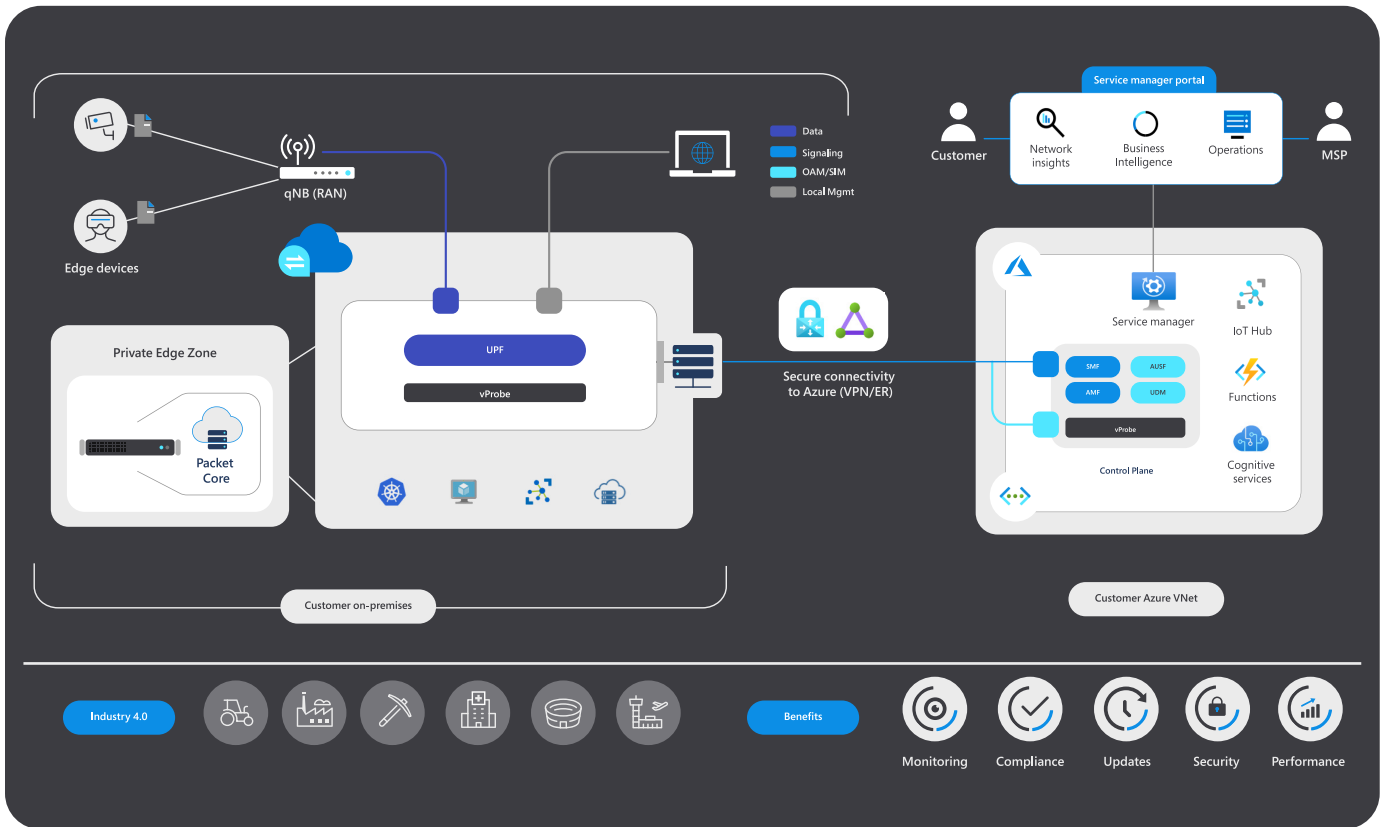 Service manager portal
Customer
Network
insights
Business
Intelligence
Operations
MSP
Data
Signaling
OAM/SIM
Local Mgmt
qNB (RAN)
Edge devices
Private Edge Zone
Packet
Core
UPF
vProbe
Secure connectivity
to Azure (VPN/ER)
Service manager
IoT Hub
SMF
AUSF
AMF
UDM
vProbe
Control Plane
Functions
Cognitive
services
Customer on-premises
Customer Azure VNet
Industry 4.0
Benefits
Monitoring
Compliance
Updates
Security
Performance